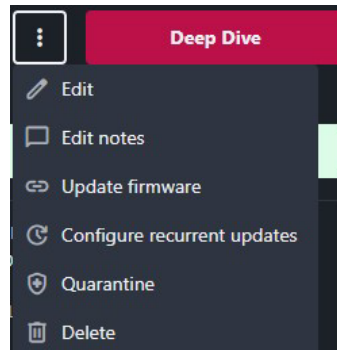 Deep Dive
Edit
Edit notes
Update firmware
Configure recurrent updates
Quarantine
Delete